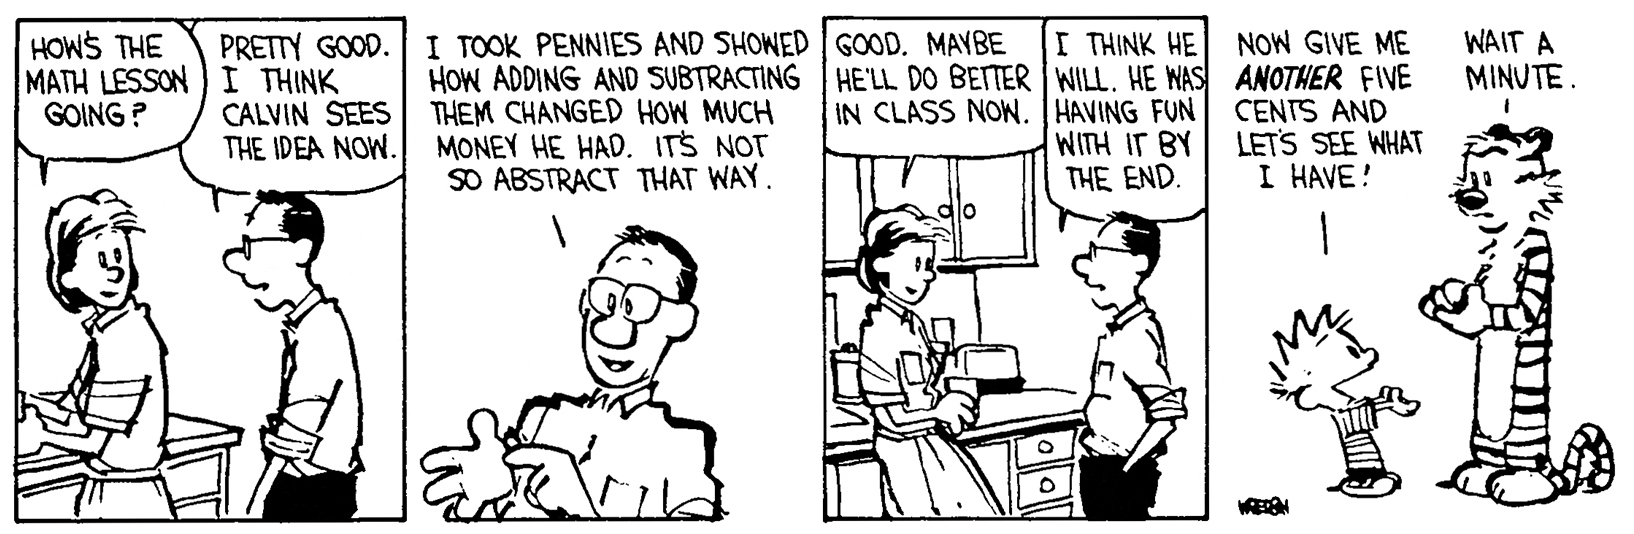 HOW'S THE
MATH LESSON
GOING?
PRETTY GOOD.
I THINK
CALVIN SEES
THE IDEA NOW.
I TOOK PENNIES AND SHOWED
HOW ADDING AND SUBTRACTING
THEM CHANGED HOW MUCH
MONEY HE HAD. IT'S NOT
SO ABSTRACT THAT WAY.
GOOD. MAYBE
HE'LL DO BETTER
IN CLASS NOW.
I THINK HE
WILL. HE WAS
HAVING FUN
WITH IT BY
THE END.
NOW GIVE ME
ANOTHER FIVE
CENTS AND
LET'S SEE WHAT
I HAVE!
WAIT A
MINUTE.
WATTERSON